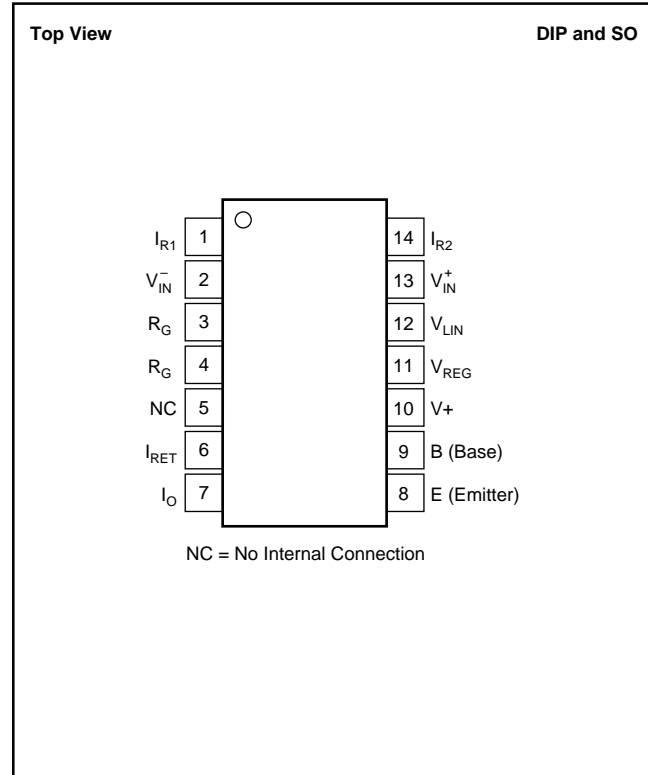 Top View DIP and SO
I_R1 1 14 I_R2
V_IN^– 2 13 V_IN^+
R_G 3 12 V_LIN
R_G 4 11 V_REG
NC 5 10 V+
I_RET 6 9 B (Base)
I_O 7 8 E (Emitter)
NC = No Internal Connection